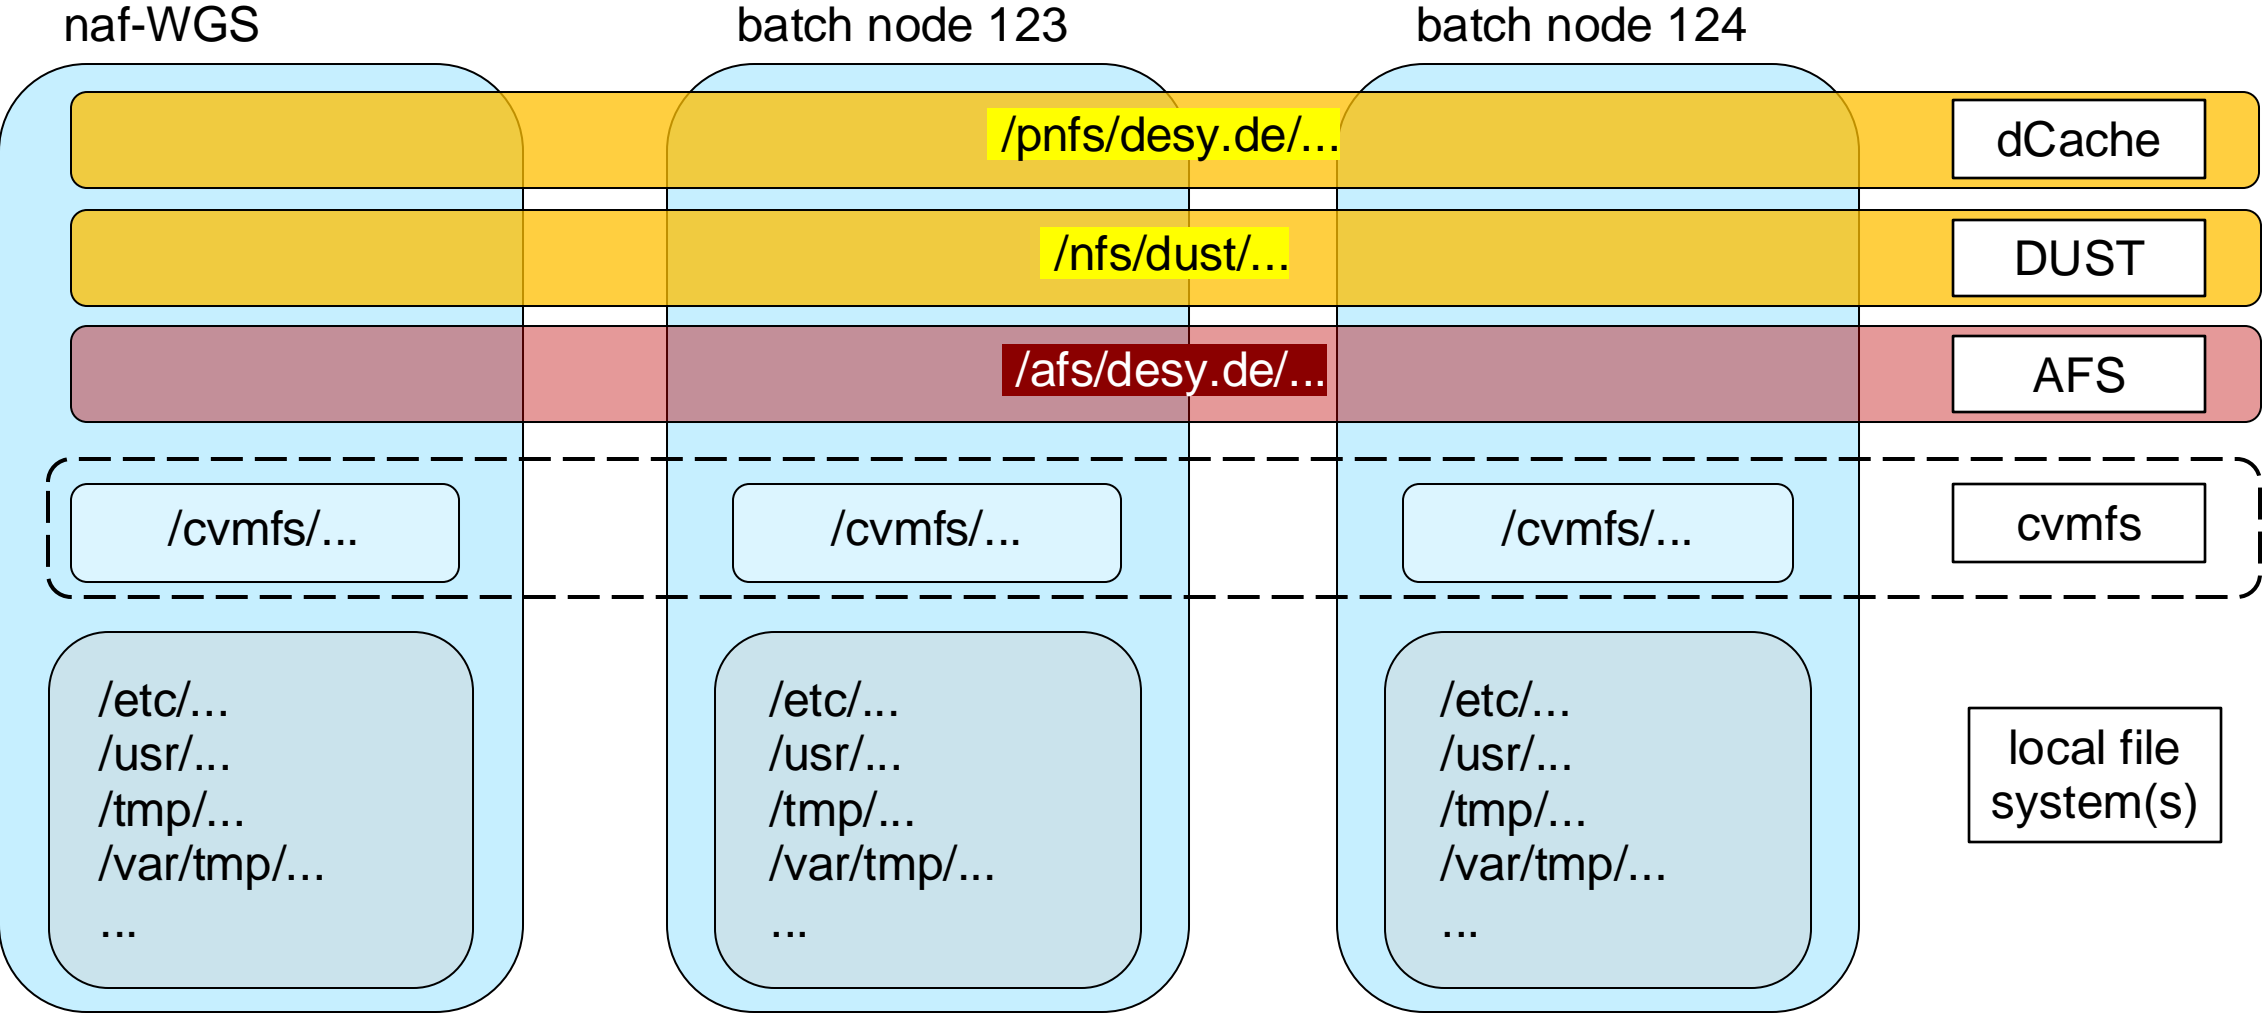 naf-WGS
batch node 123
batch node 124
/pnfs/desy.de/...
dCache
/nfs/dust/...
DUST
/afs/desy.de/...
AFS
/cvmfs/...
/cvmfs/...
/cvmfs/...
cvmfs
/etc/...
/usr/...
/tmp/...
/var/tmp/...
...
/etc/...
/usr/...
/tmp/...
/var/tmp/...
...
/etc/...
/usr/...
/tmp/...
/var/tmp/...
...
local file
system(s)